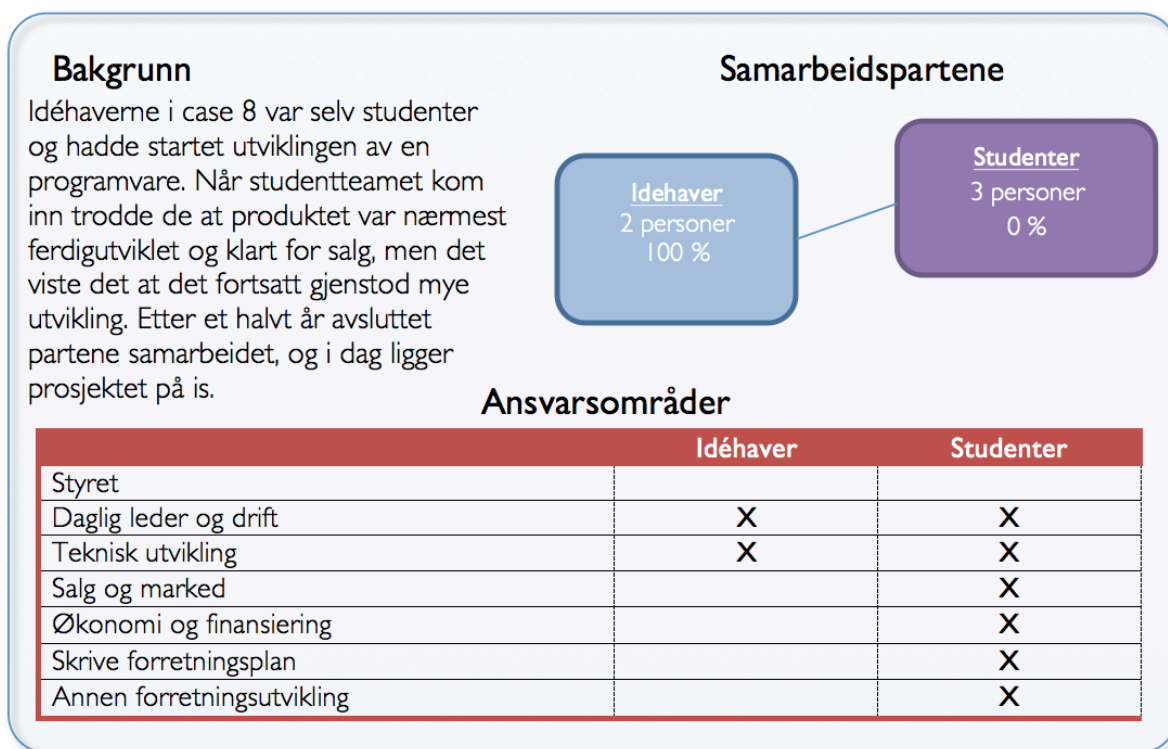 Bakgrunn
Idéhaverne i case 8 var selv studenter
og hadde startet utviklingen av en
programvare. Når studentteamet kom
inn trodde de at produktet var nærmest
ferdigutviklet og klart for salg, men det
viste det at det fortsatt gjenstod mye
utvikling. Etter et halvt år avsluttet
partene samarbeidet, og i dag ligger
prosjektet på is.
Samarbeidspartene
Idehaver
2 personer
100 %
Studenter
3 personer
0 %
Ansvarsområder
Idéhaver Studenter
Styret
Daglig leder og drift X X
Teknisk utvikling X X
Salg og marked X
Økonomi og finansiering X
Skrive forretningsplan X
Annen forretningsutvikling X